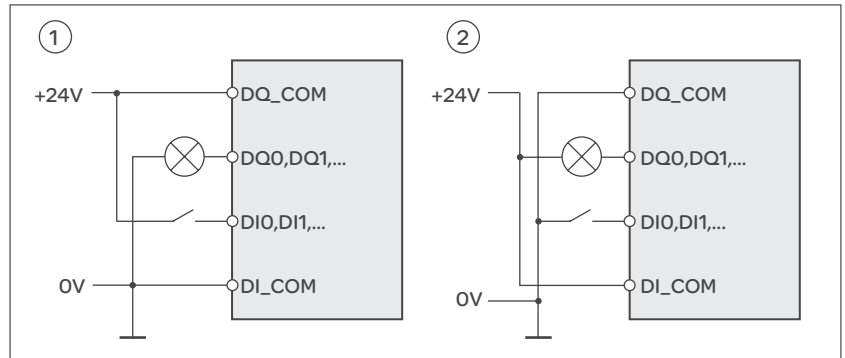 1
+24V
DQ_COM
DQ0,DQ1,...
DI0,DI1,...
0V
DI_COM
2
+24V
DQ_COM
DQ0,DQ1,...
DI0,DI1,...
DI_COM
0V